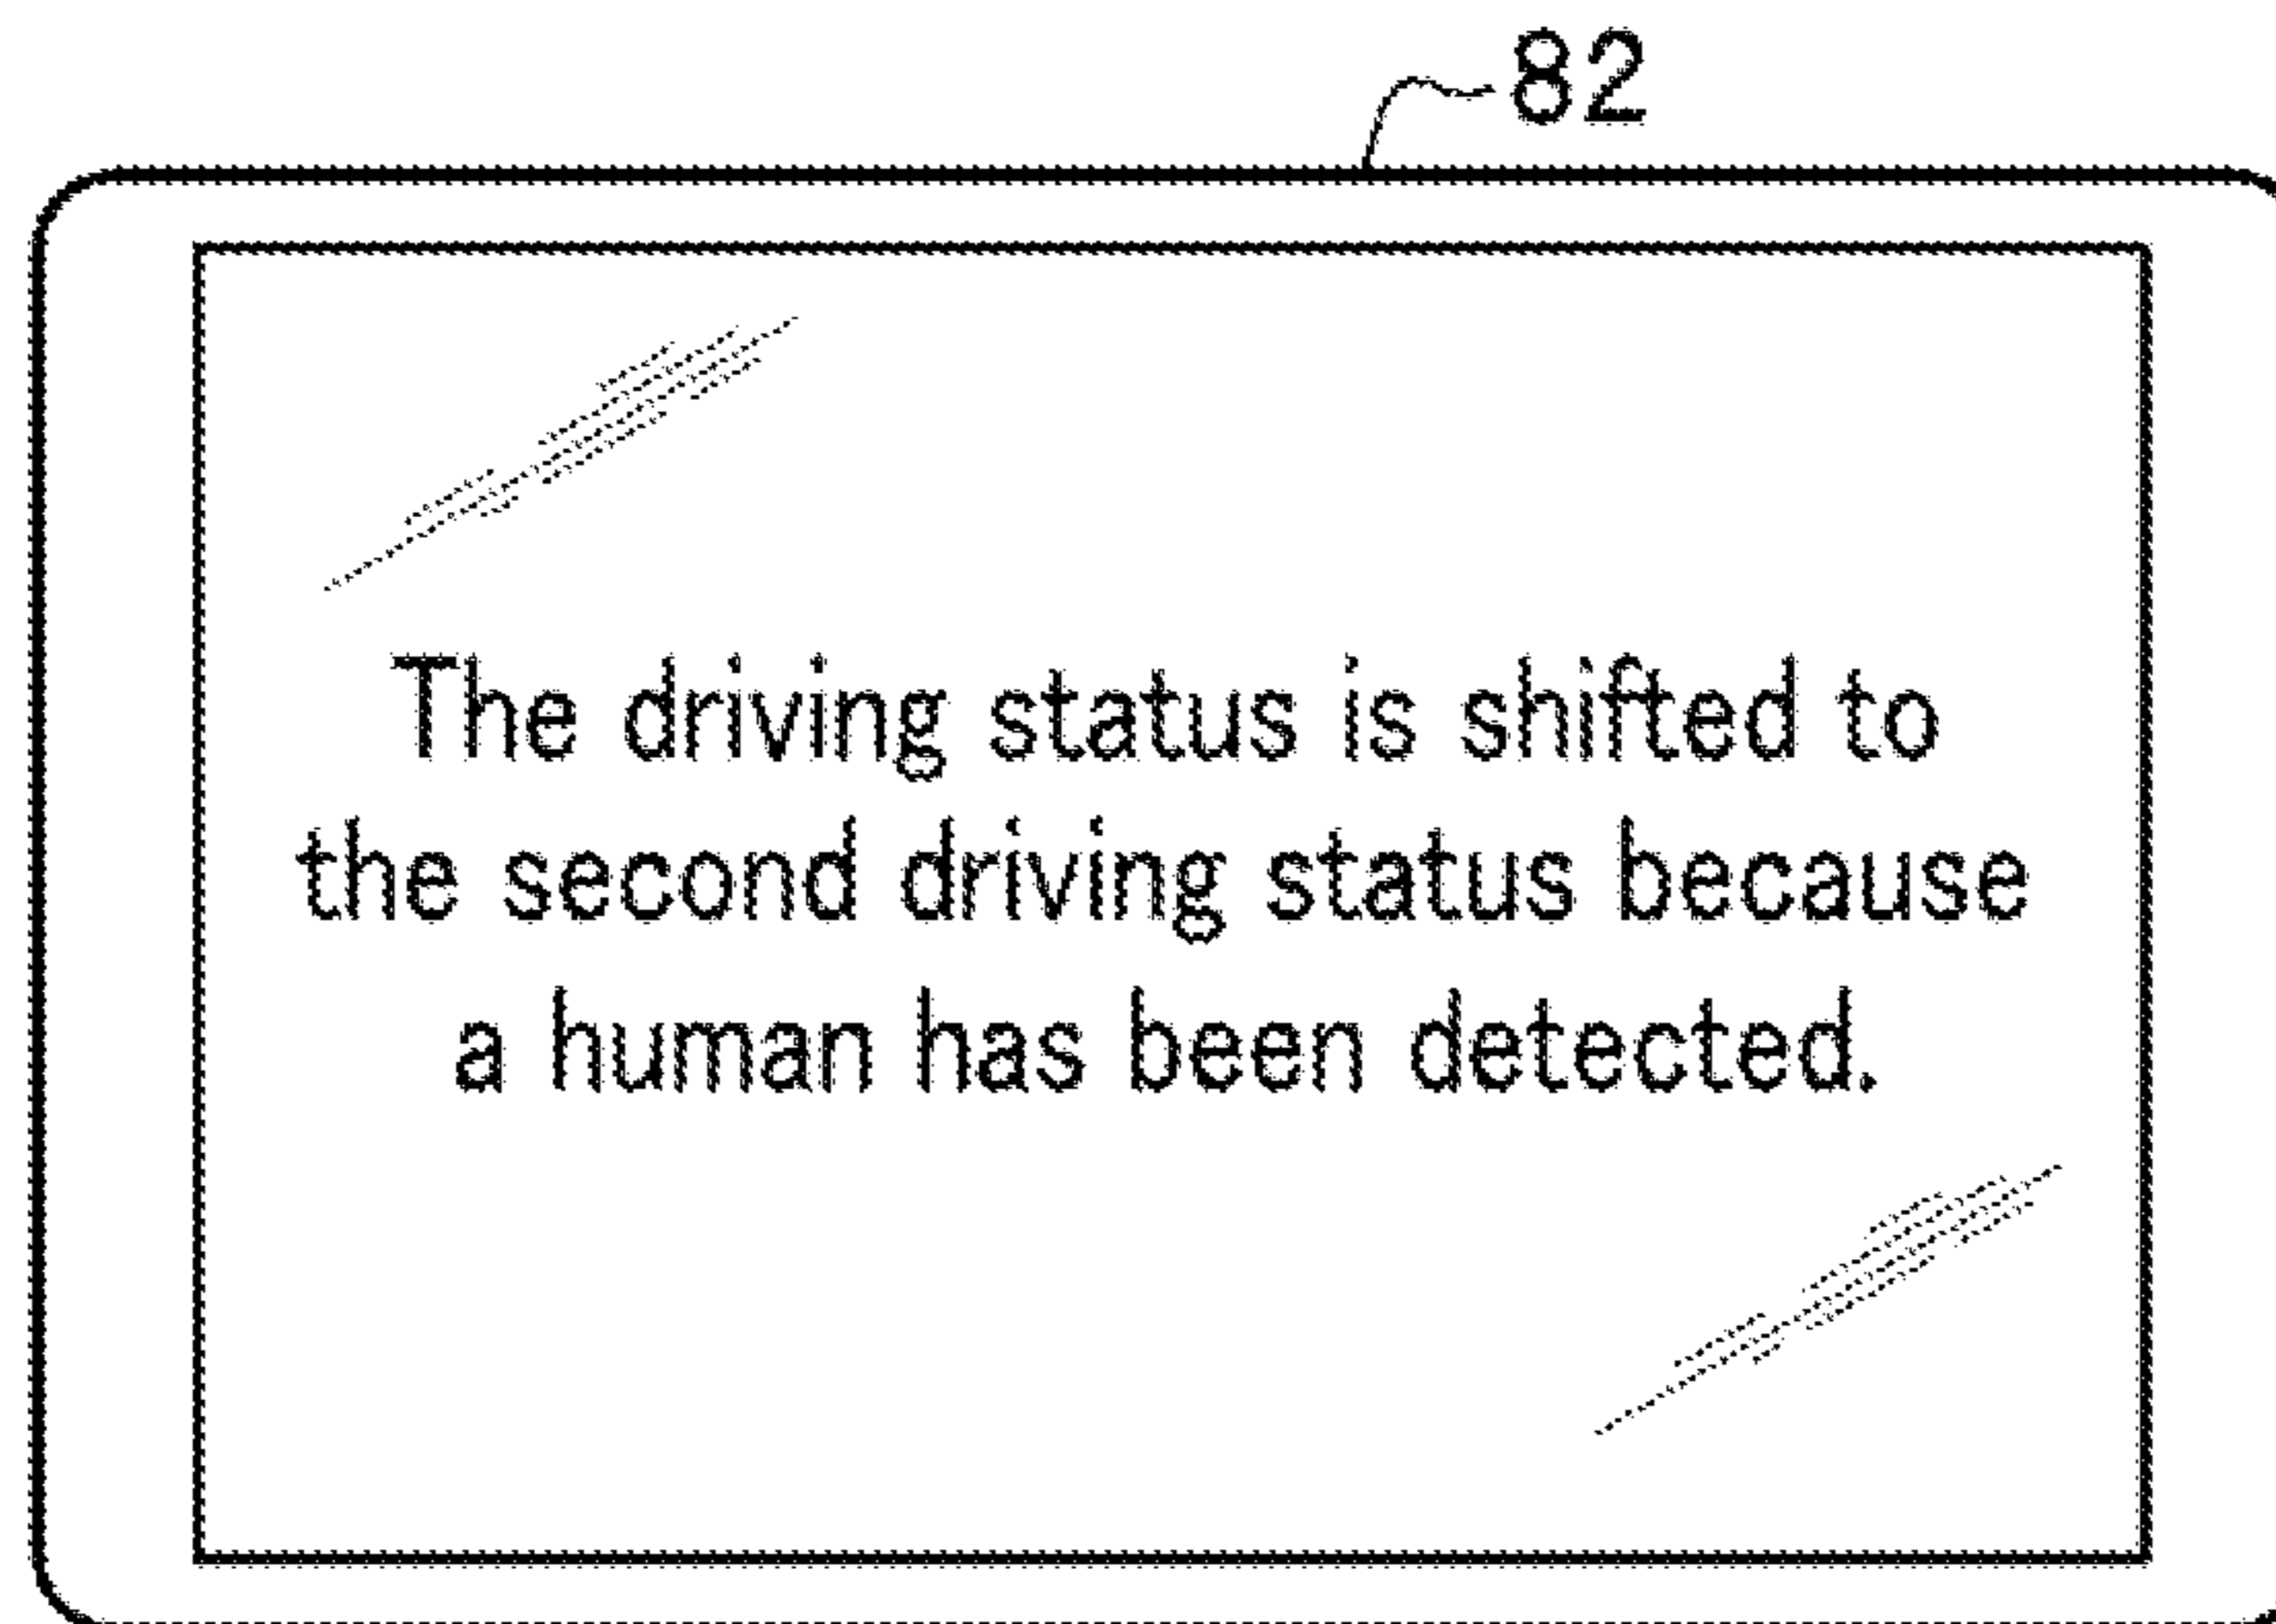 82
The driving status is shifted to
the second driving status because
a human has been detected.